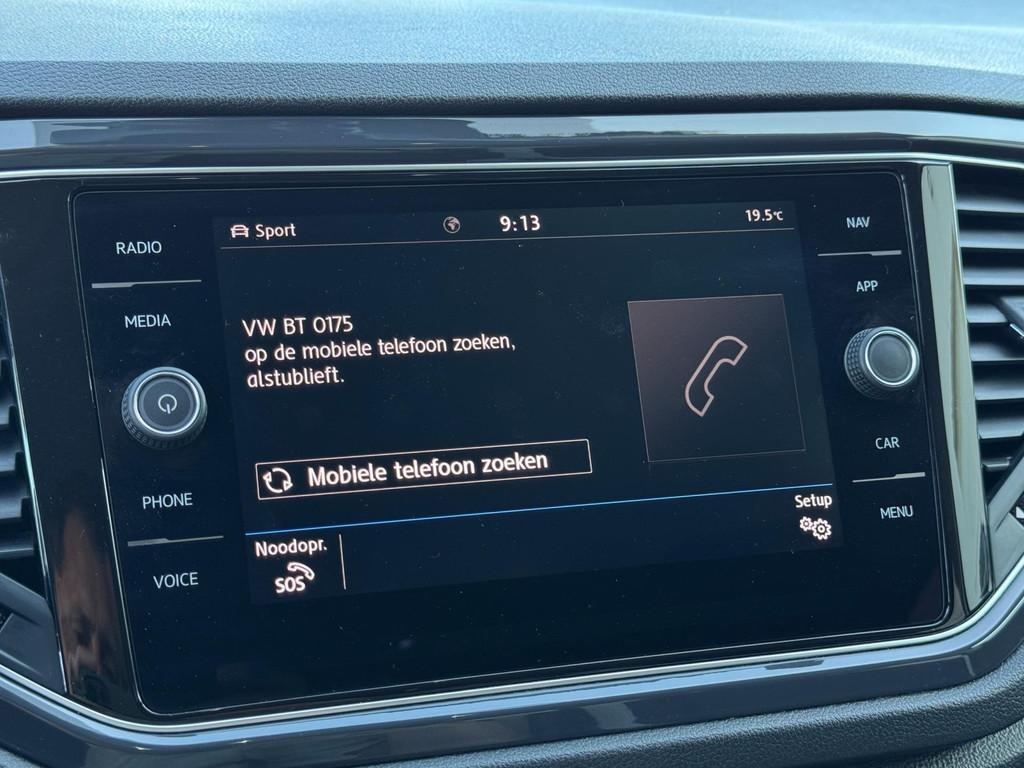 Sport 9:13 19.5°C
RADIO
MEDIA
PHONE
VOICE
VW BT 0175
op de mobiele telefoon zoeken,
alstublieft.
Mobiele telefoon zoeken
Noodopr.
SOS
Setup
NAV
APP
CAR
MENU